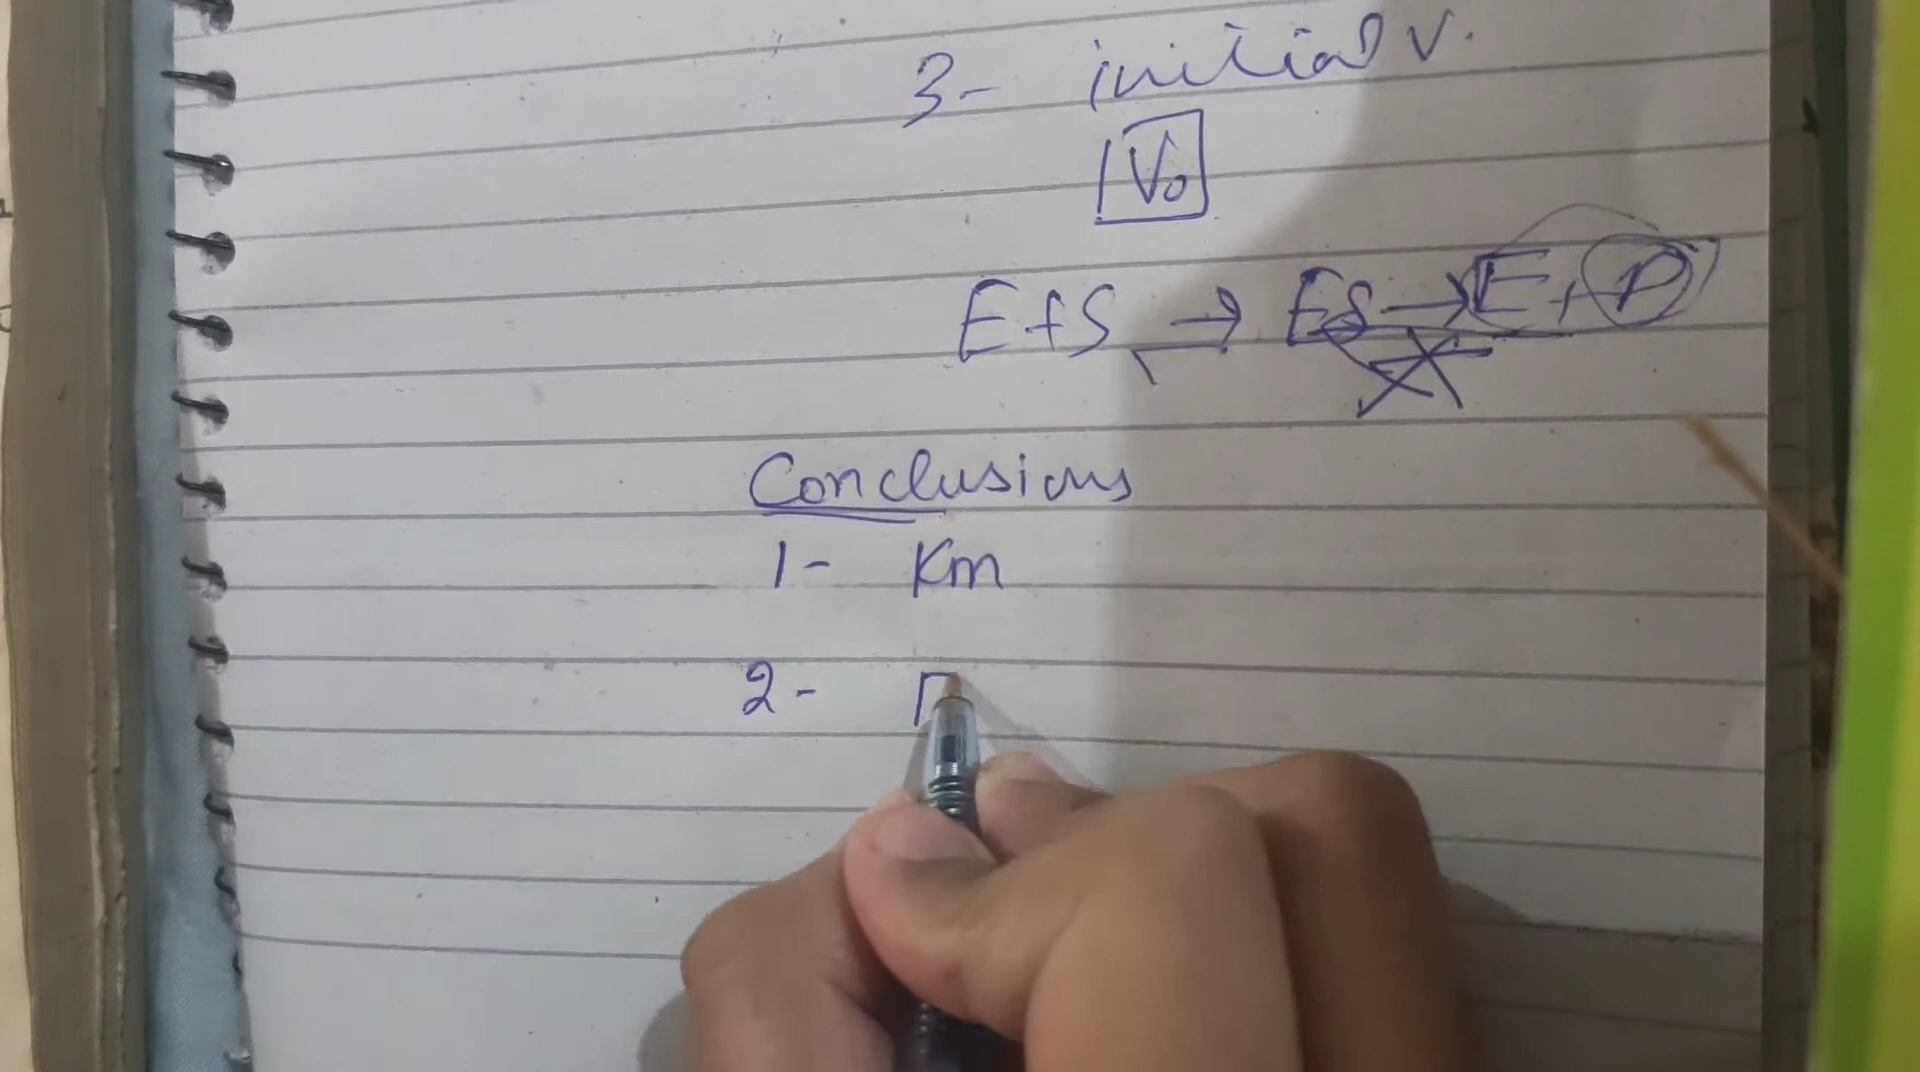 3- initial v.
V₀
E+S ⇌ ES → E+P
Conclusions
1- Km
2-